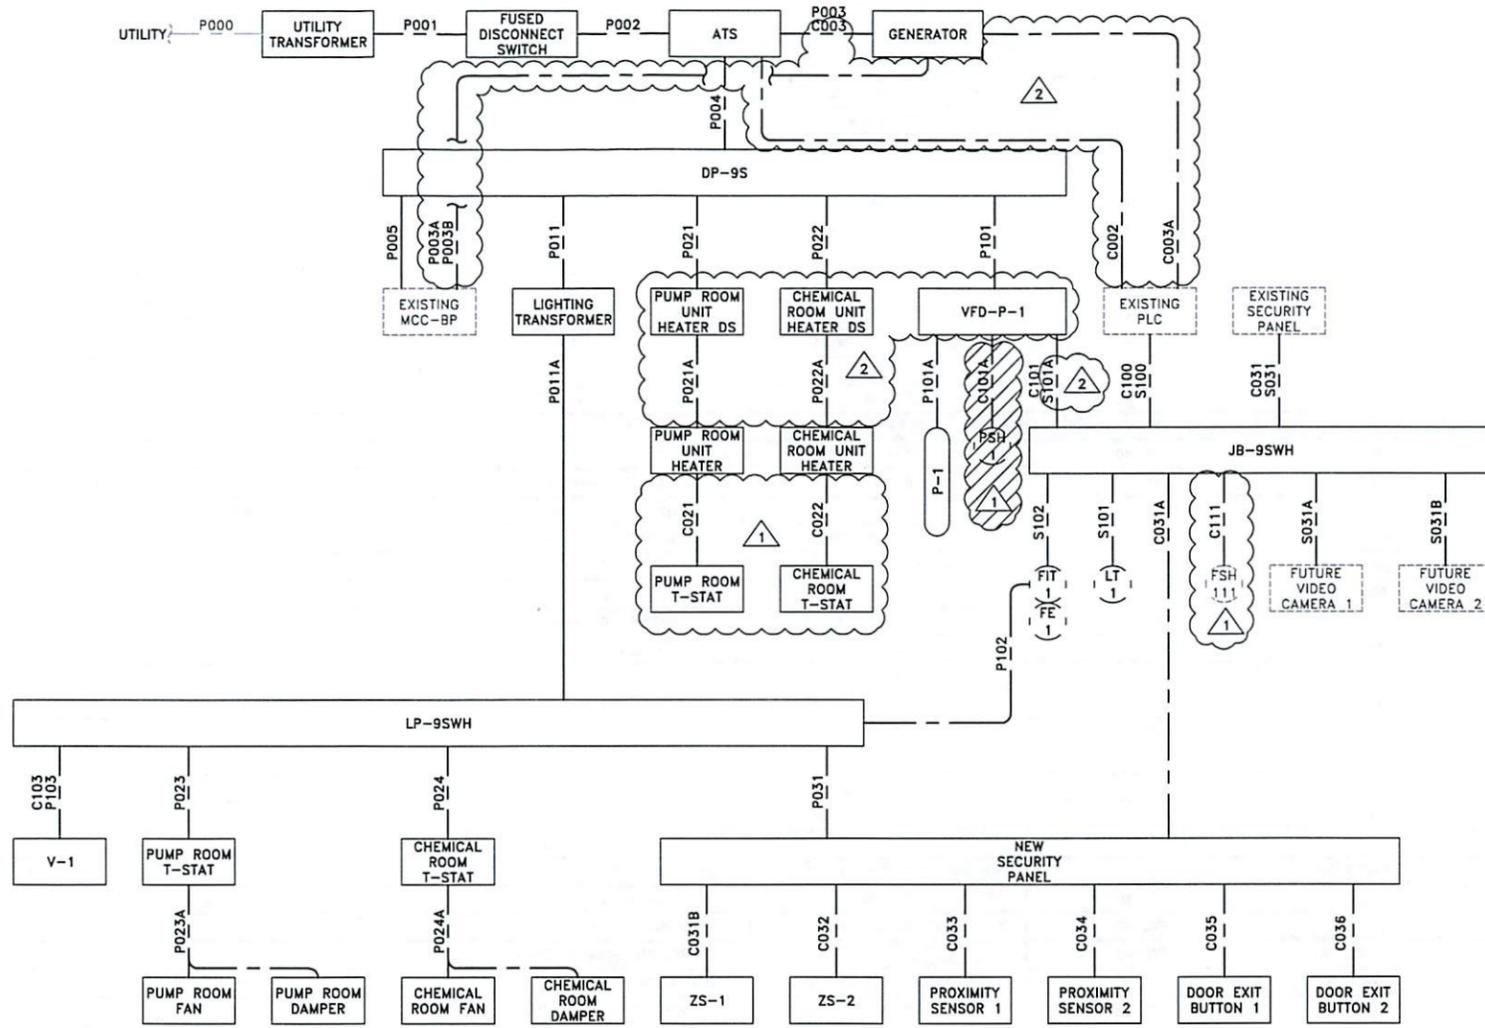 UTILITY
P000
UTILITY
TRANSFORMER
P001
FUSED
DISCONNECT
SWITCH
P002
ATS
P003
C003
GENERATOR
2
P004
DP-9S
P005
P003A
P003B
P011
P021
P022
P101
C002
C003A
EXISTING
MCC-BP
LIGHTING
TRANSFORMER
PUMP ROOM
UNIT
HEATER DS
CHEMICAL
ROOM UNIT
HEATER DS
VFD-P-1
EXISTING
PLC
EXISTING
SECURITY
PANEL
P011A
P021A
P022A
2
P101A
C101A
C101
S101A
2
C100
S100
C031
S031
PUMP ROOM
UNIT
HEATER
CHEMICAL
ROOM UNIT
HEATER
P-1
PSH
1
1
JB-9SWH
C021
C022
1
S102
S101
C031A
C111
S031A
S031B
PUMP ROOM
T-STAT
CHEMICAL
ROOM
T-STAT
FIT
1
FE
1
LT
1
FSH
111
1
FUTURE
VIDEO
CAMERA 1
FUTURE
VIDEO
CAMERA 2
P102
LP-9SWH
C103
P103
P023
P024
P031
V-1
PUMP ROOM
T-STAT
CHEMICAL
ROOM
T-STAT
NEW
SECURITY
PANEL
P023A
P024A
C031B
C032
C033
C034
C035
C036
PUMP ROOM
FAN
PUMP ROOM
DAMPER
CHEMICAL
ROOM FAN
CHEMICAL
ROOM
DAMPER
ZS-1
ZS-2
PROXIMITY
SENSOR 1
PROXIMITY
SENSOR 2
DOOR EXIT
BUTTON 1
DOOR EXIT
BUTTON 2